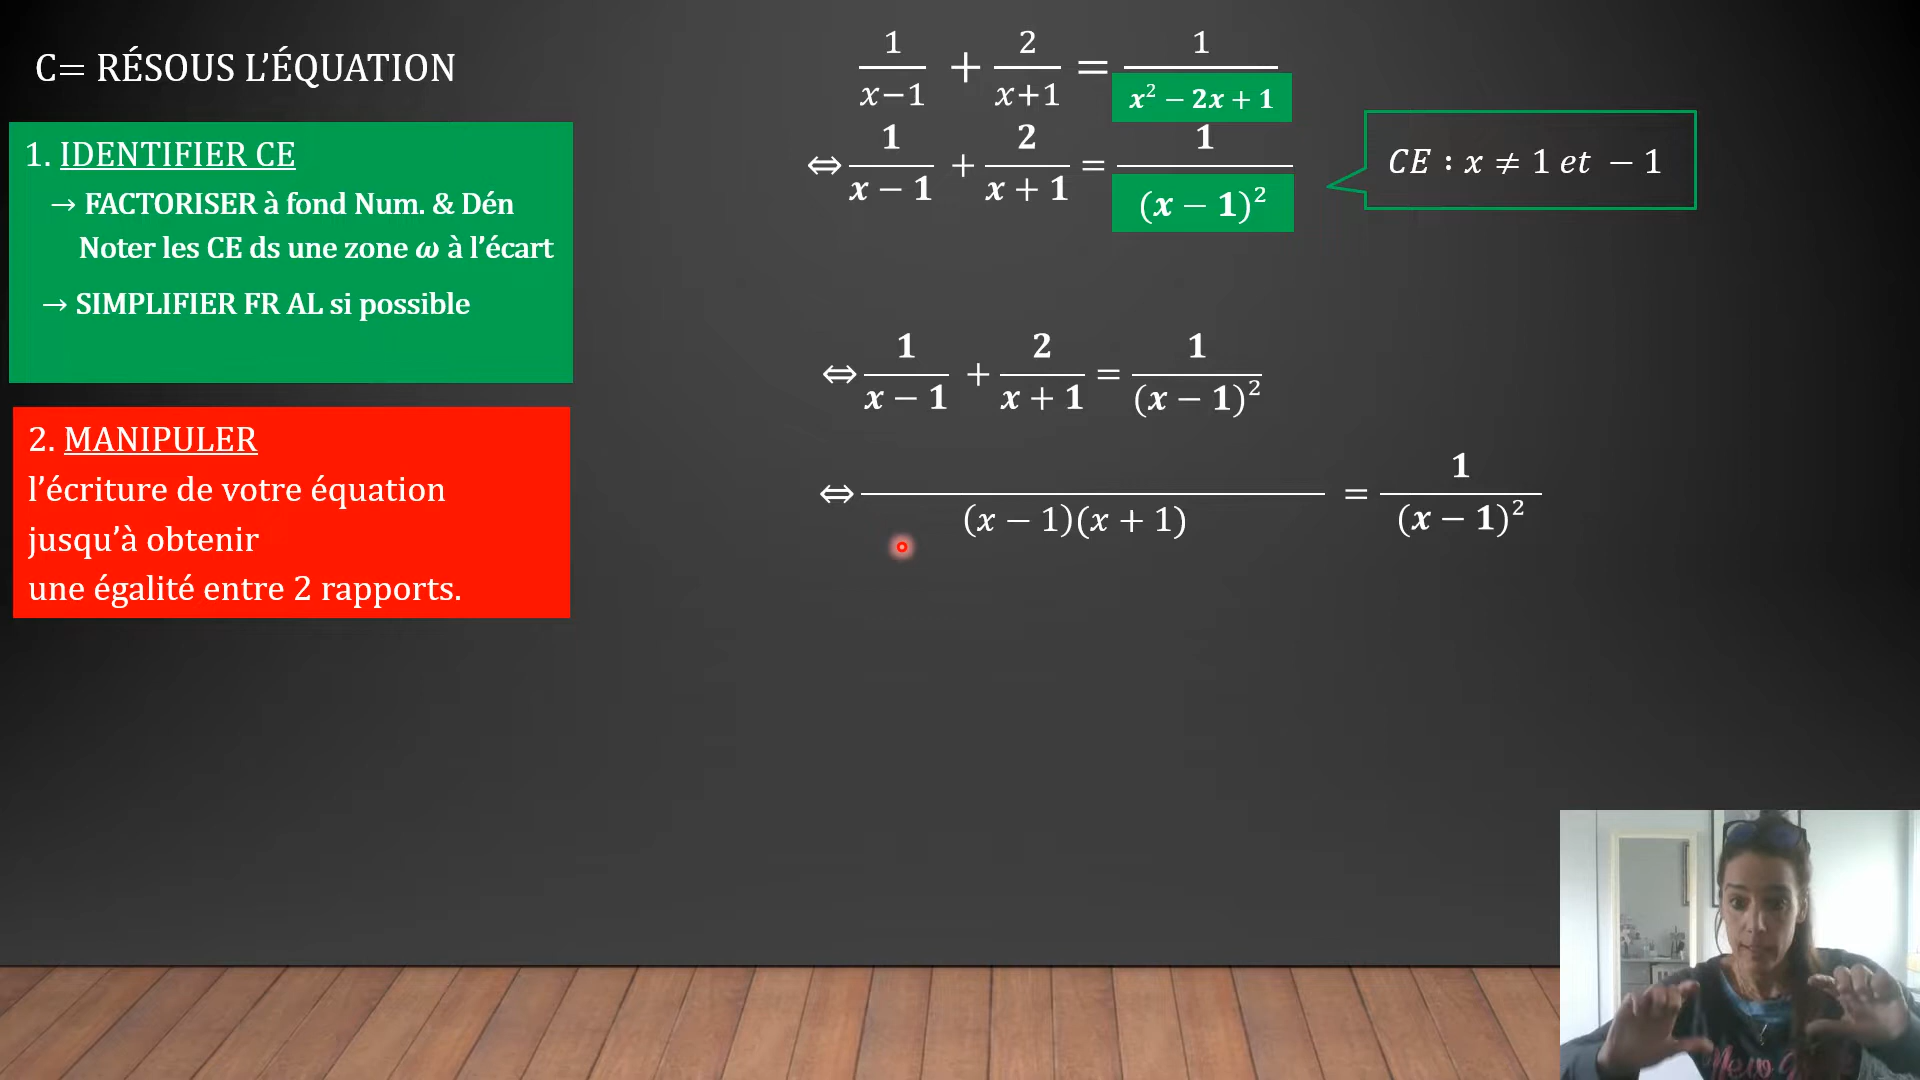 C= RÉSOUS L'ÉQUATION
1. IDENTIFIER CE
→ FACTORISER à fond Num. & Dén
Noter les CE ds une zone ω à l'écart
→ SIMPLIFIER FR AL si possible
2. MANIPULER
l'écriture de votre équation
jusqu'à obtenir
une égalité entre 2 rapports.
1/(x−1) + 2/(x+1) = 1/(x² − 2x + 1)
⇔ 1/(x − 1) + 2/(x + 1) = 1/(x − 1)²
CE : x ≠ 1 et − 1
⇔ 1/(x − 1) + 2/(x + 1) = 1/(x − 1)²
⇔ /(x − 1)(x + 1) = 1/(x − 1)²